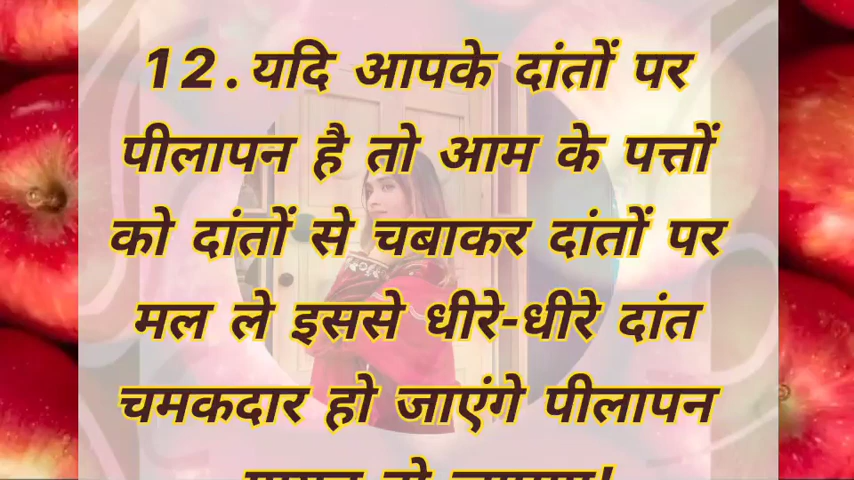 12.यदि आपके दांतों पर
पीलापन है तो आम के पत्तों
को दांतों से चबाकर दांतों पर
मल ले इससे धीरे-धीरे दांत
चमकदार हो जाएंगे पीलापन